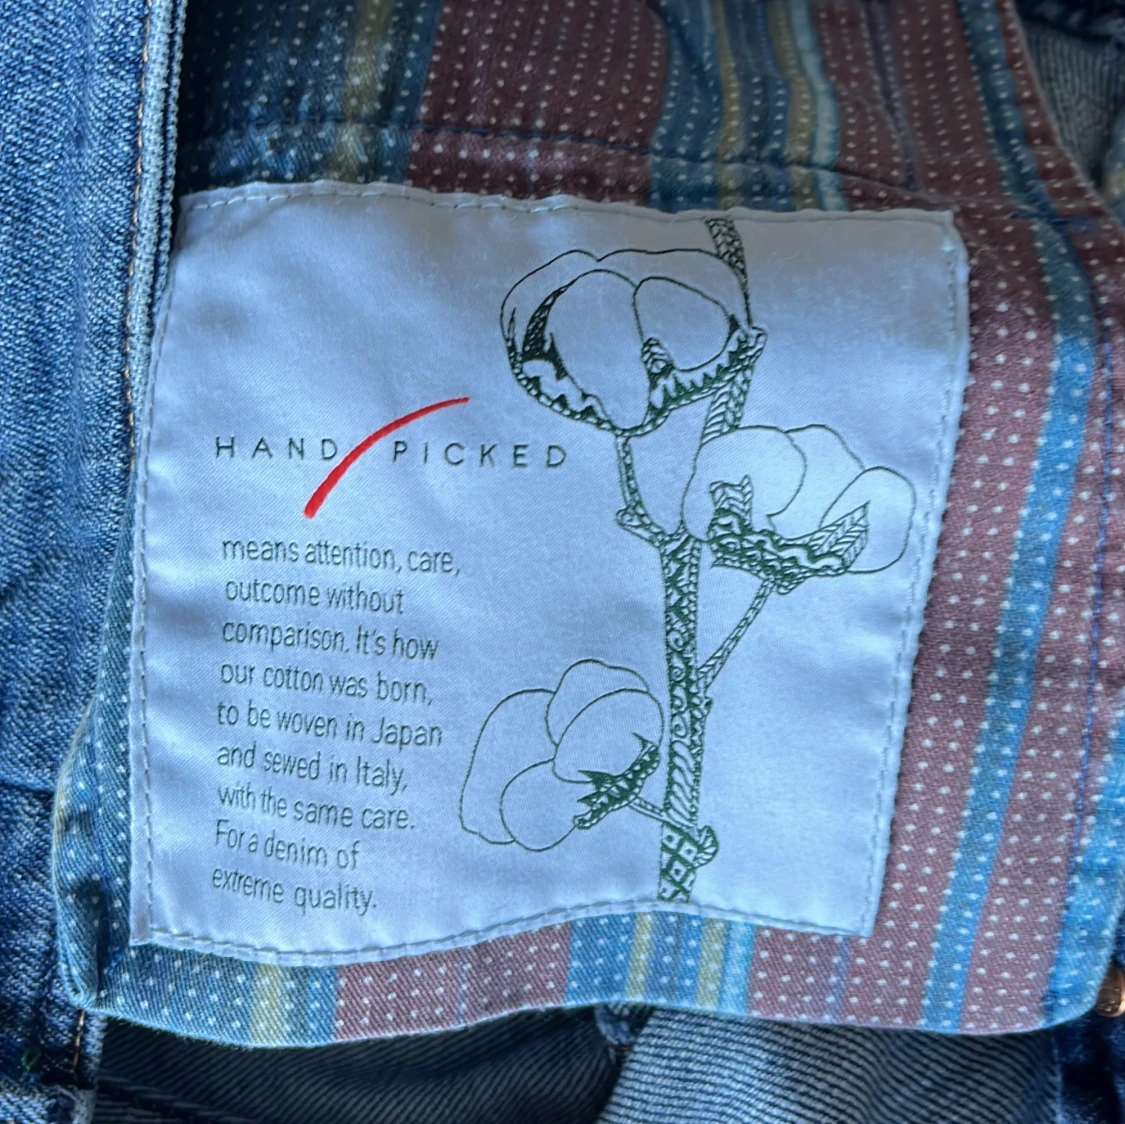 HAND PICKED
means attention, care,
outcome without
comparison. It's how
our cotton was born,
to be woven in Japan
and sewed in Italy,
with the same care.
For a denim of
extreme quality.